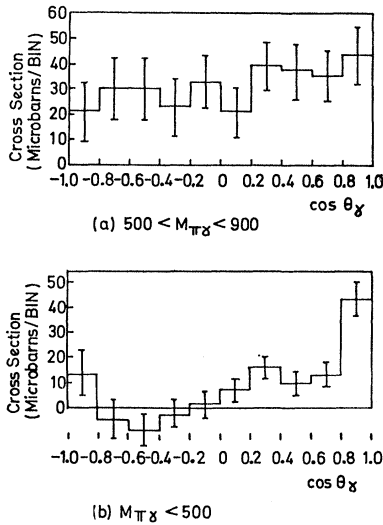 Cross Section
(Microbarns/BIN)
60
50
40
30
20
10
0
-1.0 -0.8 -0.6 -0.4 -0.2 0 0.2 0.4 0.6 0.8 1.0
cos θγ
(a) 500 < Mπγ < 900
Cross Section
(Microbarns/BIN)
50
40
30
20
10
0
-1.0 -0.8 -0.6 -0.4 -0.2 0 0.2 0.4 0.6 0.8 1.0
cos θγ
(b) Mπγ < 500